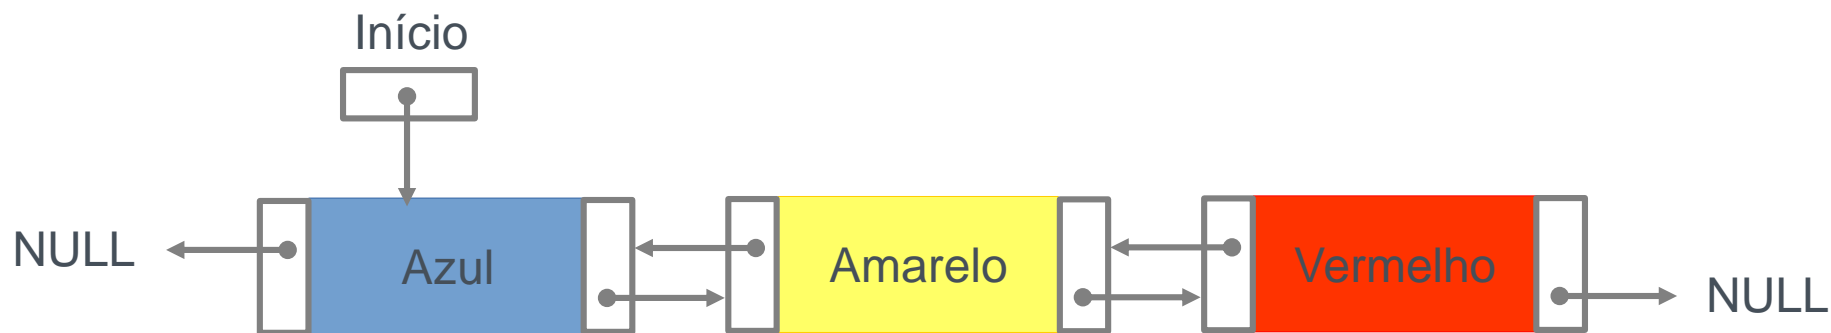 Início
NULL
Azul
Amarelo
Vermelho
NULL